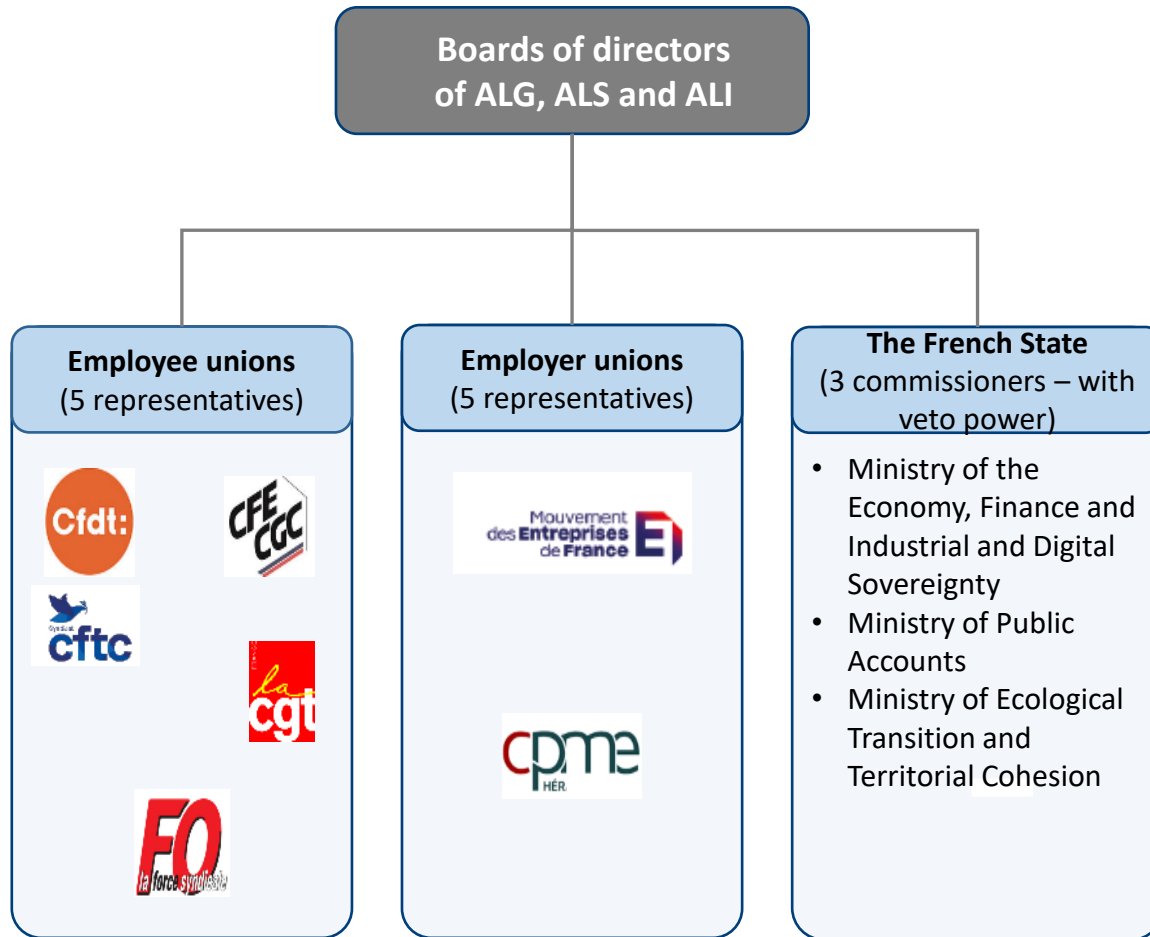 Boards of directors
of ALG, ALS and ALI
Employee unions
(5 representatives)
Cfdt:
CFE
CGC
cftc
la
cgt
FO
la force syndicale
Employer unions
(5 representatives)
Mouvement
des Entreprises
de France
cpme
HÉR
The French State
(3 commissioners – with
veto power)
• Ministry of the
Economy, Finance and
Industrial and Digital
Sovereignty
• Ministry of Public
Accounts
• Ministry of Ecological
Transition and
Territorial Cohesion